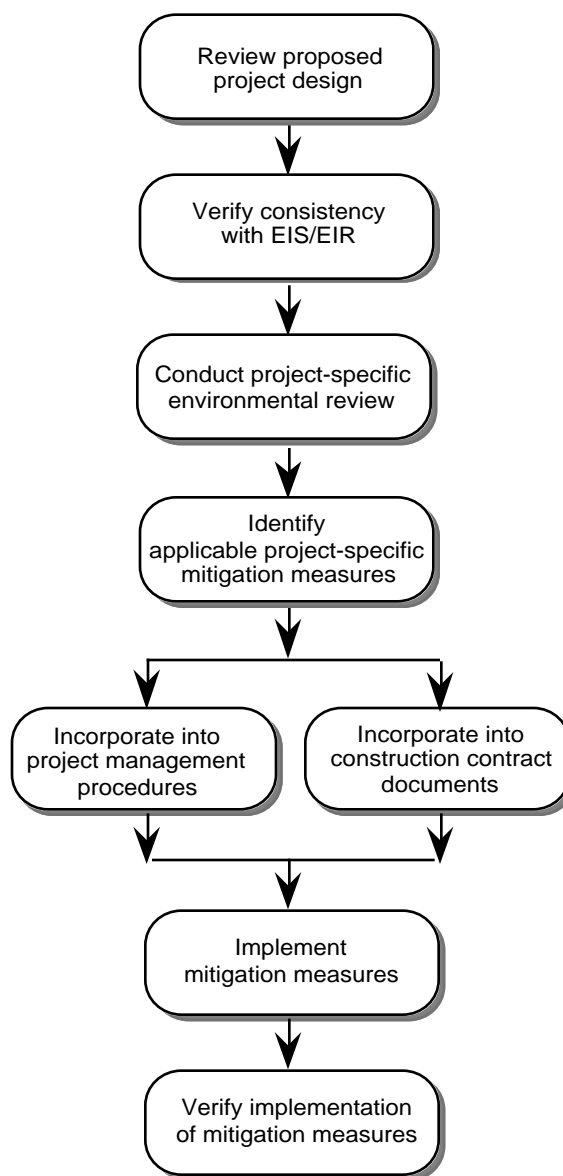 Review proposed
project design
Verify consistency
with EIS/EIR
Conduct project-specific
environmental review
Identify
applicable project-specific
mitigation measures
Incorporate into
project management
procedures
Incorporate into
construction contract
documents
Implement
mitigation measures
Verify implementation
of mitigation measures